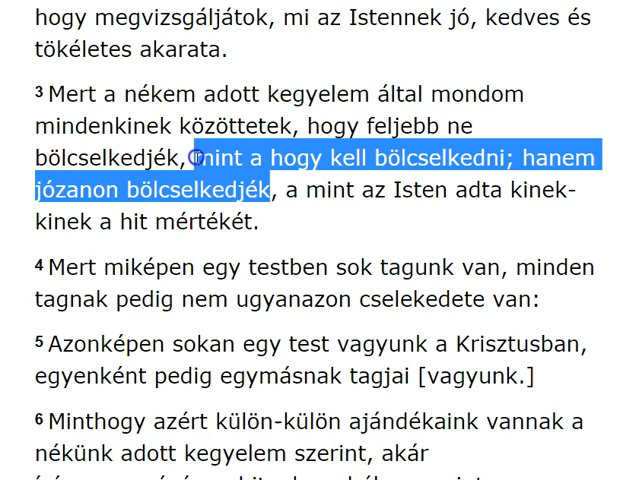 hogy megvizsgáljátok, mi az Istennek jó, kedves és
tökéletes akarata.
3 Mert a nékem adott kegyelem által mondom
mindenkinek közöttetek, hogy feljebb ne
bölcselkedjék, mint a hogy kell bölcselkedni; hanem
józanon bölcselkedjék, a mint az Isten adta kinek-
kinek a hit mértékét.
4 Mert miképen egy testben sok tagunk van, minden
tagnak pedig nem ugyanazon cselekedete van:
5 Azonképen sokan egy test vagyunk a Krisztusban,
egyenként pedig egymásnak tagjai [vagyunk.]
6 Minthogy azért külön-külön ajándékaink vannak a
nékünk adott kegyelem szerint, akár